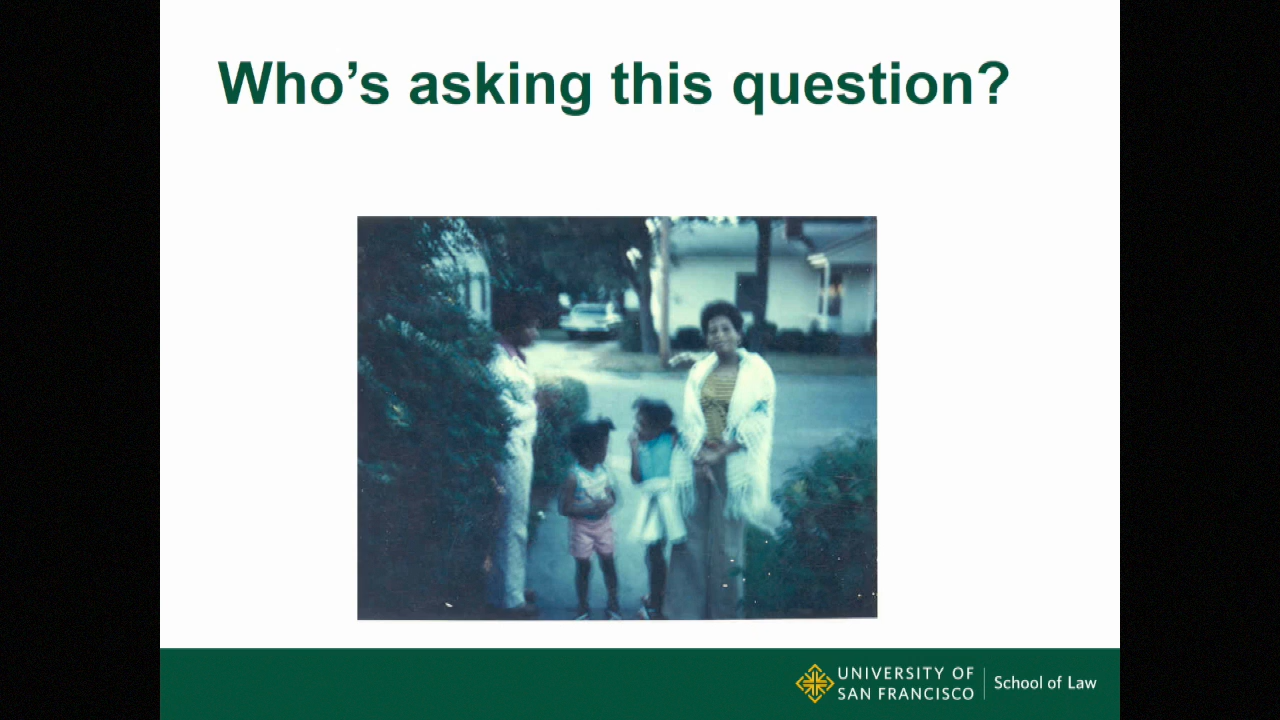 Who’s asking this question?
UNIVERSITY OF
SAN FRANCISCO
School of Law